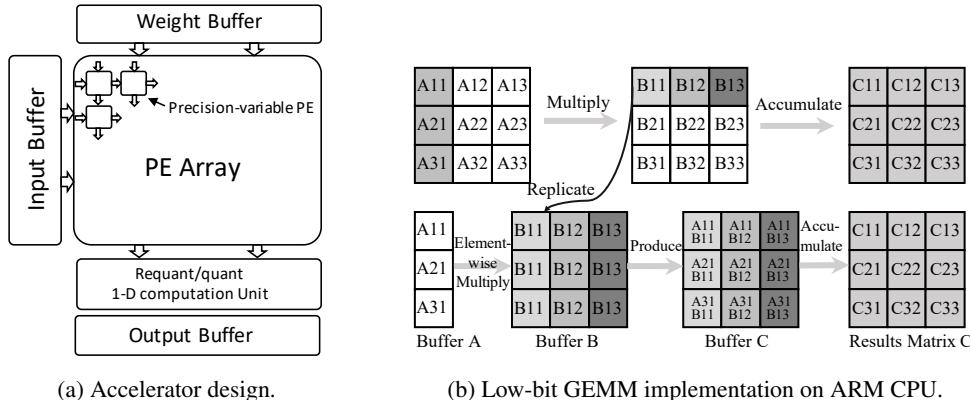 Weight Buffer
Input Buffer
Precision-variable PE
PE Array
Requant/quant
1-D computation Unit
Output Buffer
(a) Accelerator design.
A11 A12 A13
A21 A22 A23
A31 A32 A33
Multiply
B11 B12 B13
B21 B22 B23
B31 B32 B33
Accumulate
C11 C12 C13
C21 C22 C23
C31 C32 C33
Replicate
A11
A21
A31
Buffer A
Element-
wise
Multiply
B11 B12 B13
B11 B12 B13
B11 B12 B13
Buffer B
Produce
A11 A11 A11
B11 B12 B13
A21 A21 A21
B11 B12 B13
A31 A31 A31
B11 B12 B13
Buffer C
Accu-
mulate
C11 C12 C13
C21 C22 C23
C31 C32 C33
Results Matrix C
(b) Low-bit GEMM implementation on ARM CPU.